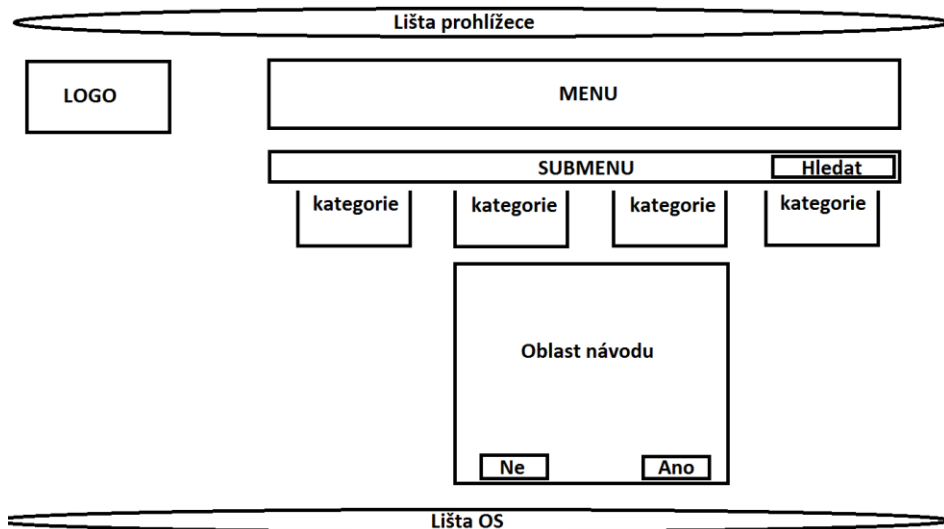 Lišta prohlížece
LOGO
MENU
SUBMENU
Hledat
kategorie
kategorie
kategorie
kategorie
Oblast návodu
Ne
Ano
Lišta OS